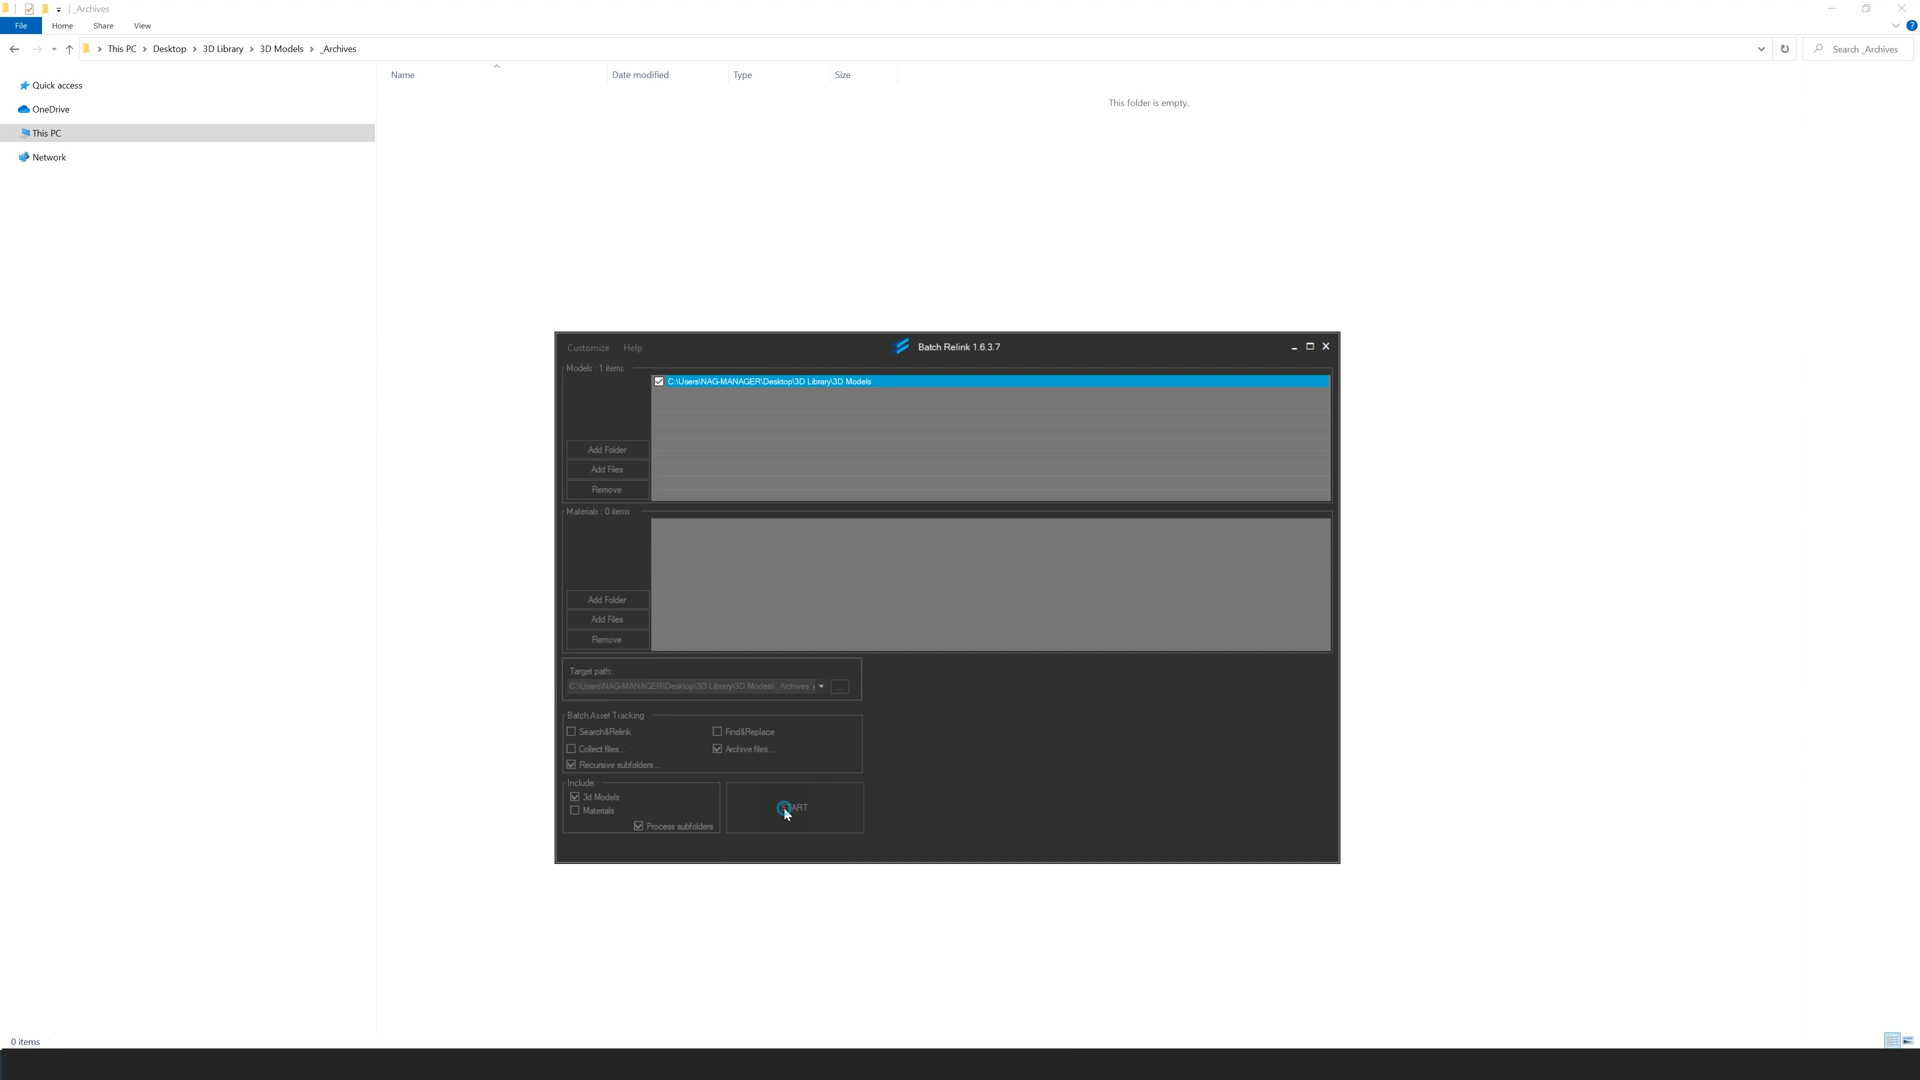 _Archives
File Home Share View
This PC Desktop 3D Library 3D Models _Archives
Search _Archives
Name Date modified Type Size
Quick access
This folder is empty.
OneDrive
This PC
Network
Customize Help Batch Relink 1.6.3.7
Models : 1 items
C:\Users\NAG-MANAGER\Desktop\3D Library\3D Models
Add Folder
Add Files
Remove
Materials : 0 items
Add Folder
Add Files
Remove
Target path:
C:\Users\NAG-MANAGER\Desktop\3D Library\3D Models\_Archives ...
Batch Asset Tracking
Search&Relink Find&Replace
Collect files... Archive files...
Recursive subfolders...
Include:
3d Models
Materials
START
Process subfolders
0 items